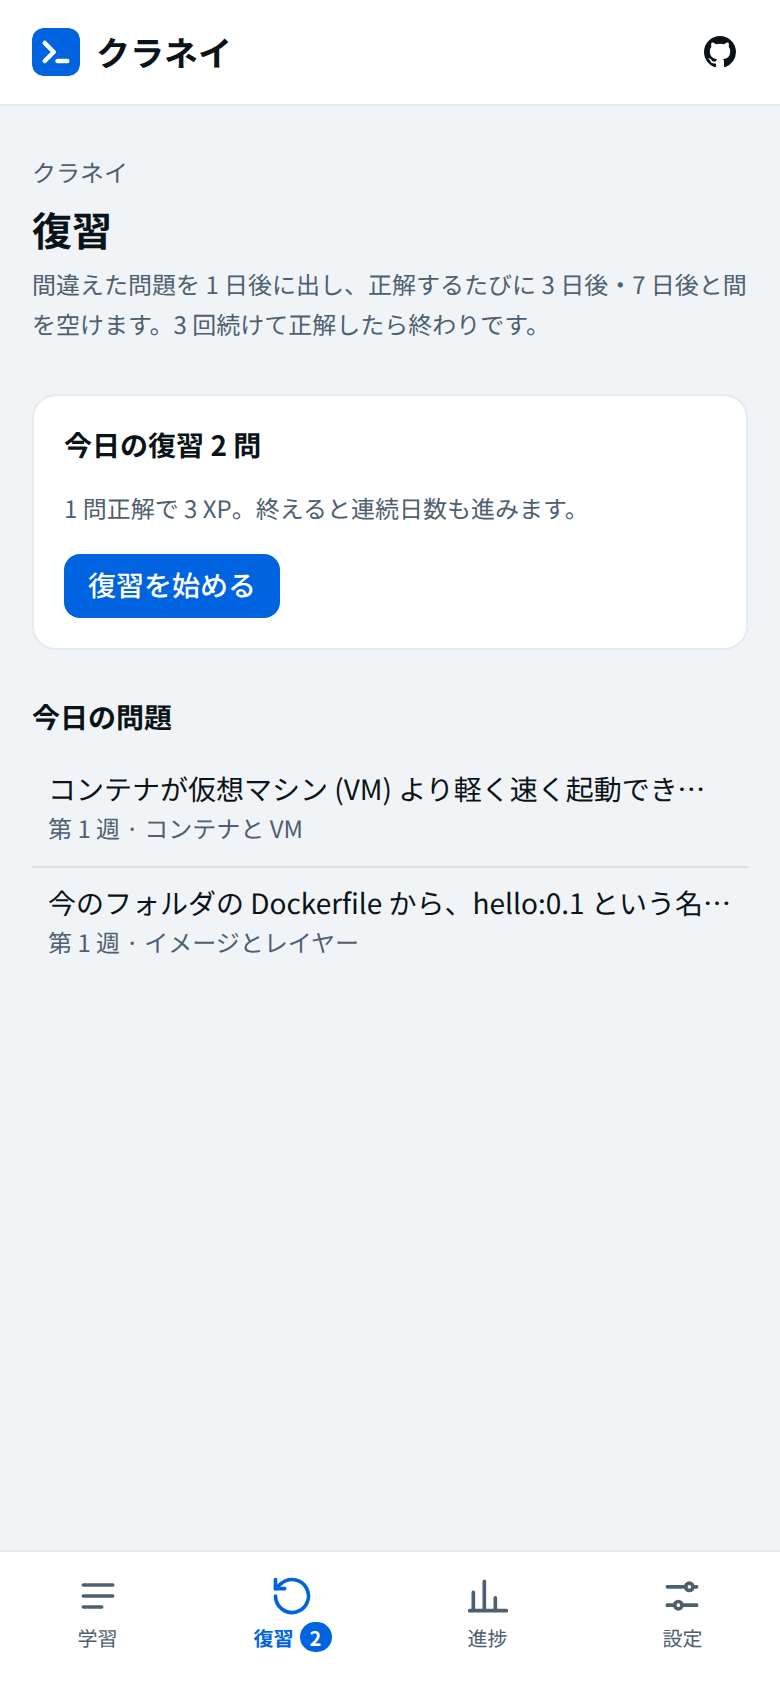 クラネイ
クラネイ
復習
間違えた問題を 1 日後に出し、正解するたびに 3 日後・7 日後と間
を空けます。3 回続けて正解したら終わりです。
今日の復習 2 問
1 問正解で 3 XP。終えると連続日数も進みます。
復習を始める
今日の問題
コンテナが仮想マシン (VM) より軽く速く起動でき…
第 1 週 · コンテナと VM
今のフォルダの Dockerfile から、hello:0.1 という名…
第 1 週 · イメージとレイヤー
学習 復習 2 進捗 設定